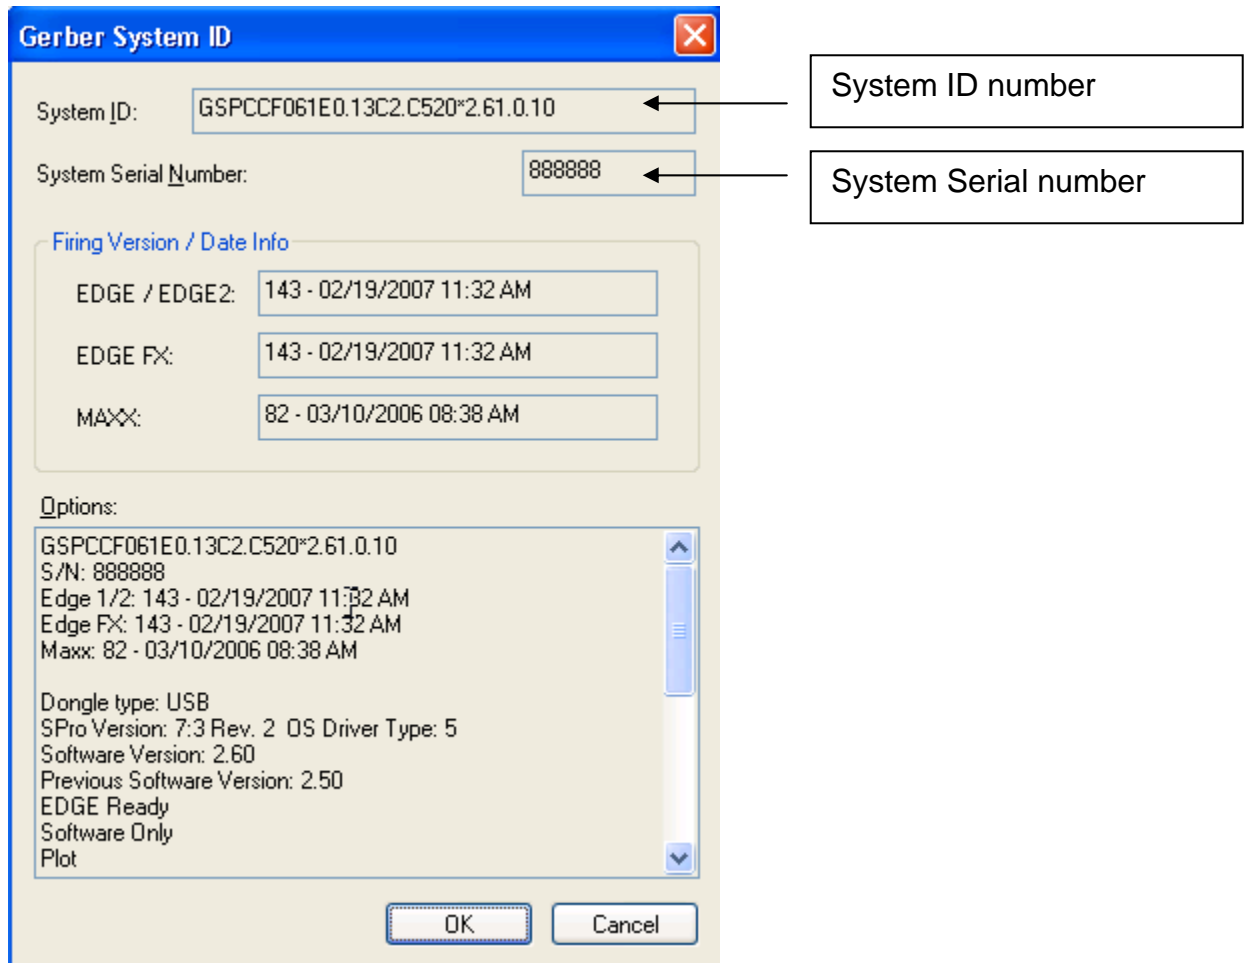 Gerber System ID
System ID: GSPCCF061E0.13C2.C520*2.61.0.10
System ID number
System Serial Number: 888888
System Serial number
Firing Version / Date Info
EDGE / EDGE2: 143 - 02/19/2007 11:32 AM
EDGE FX: 143 - 02/19/2007 11:32 AM
MAXX: 82 - 03/10/2006 08:38 AM
Options:
GSPCCF061E0.13C2.C520*2.61.0.10
S/N: 888888
Edge 1/2: 143 - 02/19/2007 11:32 AM
Edge FX: 143 - 02/19/2007 11:32 AM
Maxx: 82 - 03/10/2006 08:38 AM
Dongle type: USB
SPro Version: 7:3 Rev. 2  OS Driver Type: 5
Software Version: 2.60
Previous Software Version: 2.50
EDGE Ready
Software Only
Plot
OK Cancel